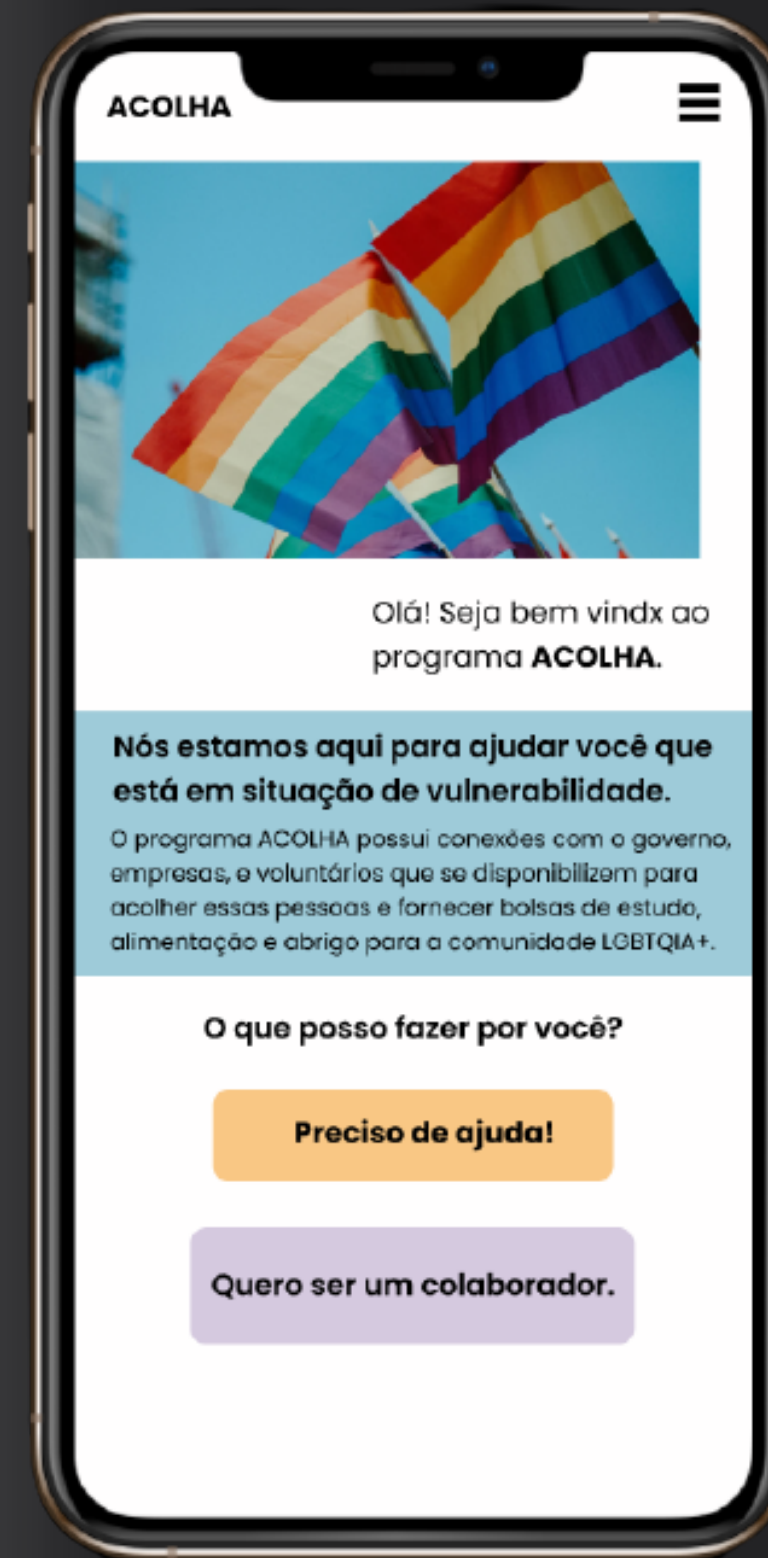 ACOLHA
Olá! Seja bem vindx ao
programa ACOLHA.
Nós estamos aqui para ajudar você que
está em situação de vulnerabilidade.
O programa ACOLHA possui conexões com o governo,
empresas, e voluntários que se disponibilizem para
acolher essas pessoas e fornecer bolsas de estudo,
alimentação e abrigo para a comunidade LGBTQIA+.
O que posso fazer por você?
Preciso de ajuda!
Quero ser um colaborador.